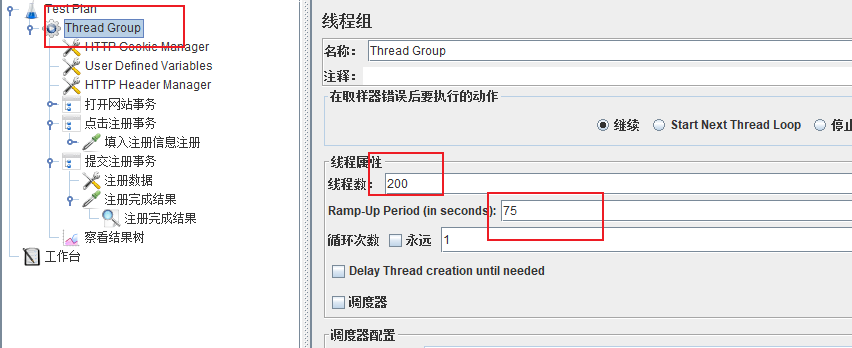 Test Plan
Thread Group
HTTP Cookie Manager
User Defined Variables
HTTP Header Manager
打开网站事务
点击注册事务
填入注册信息注册
提交注册事务
注册数据
注册完成结果
注册完成结果
察看结果树
工作台
线程组
名称: Thread Group
注释:
在取样器错误后要执行的动作
继续 Start Next Thread Loop 停止
线程属性
线程数: 200
Ramp-Up Period (in seconds): 75
循环次数 永远 1
Delay Thread creation until needed
调度器
调度器配置